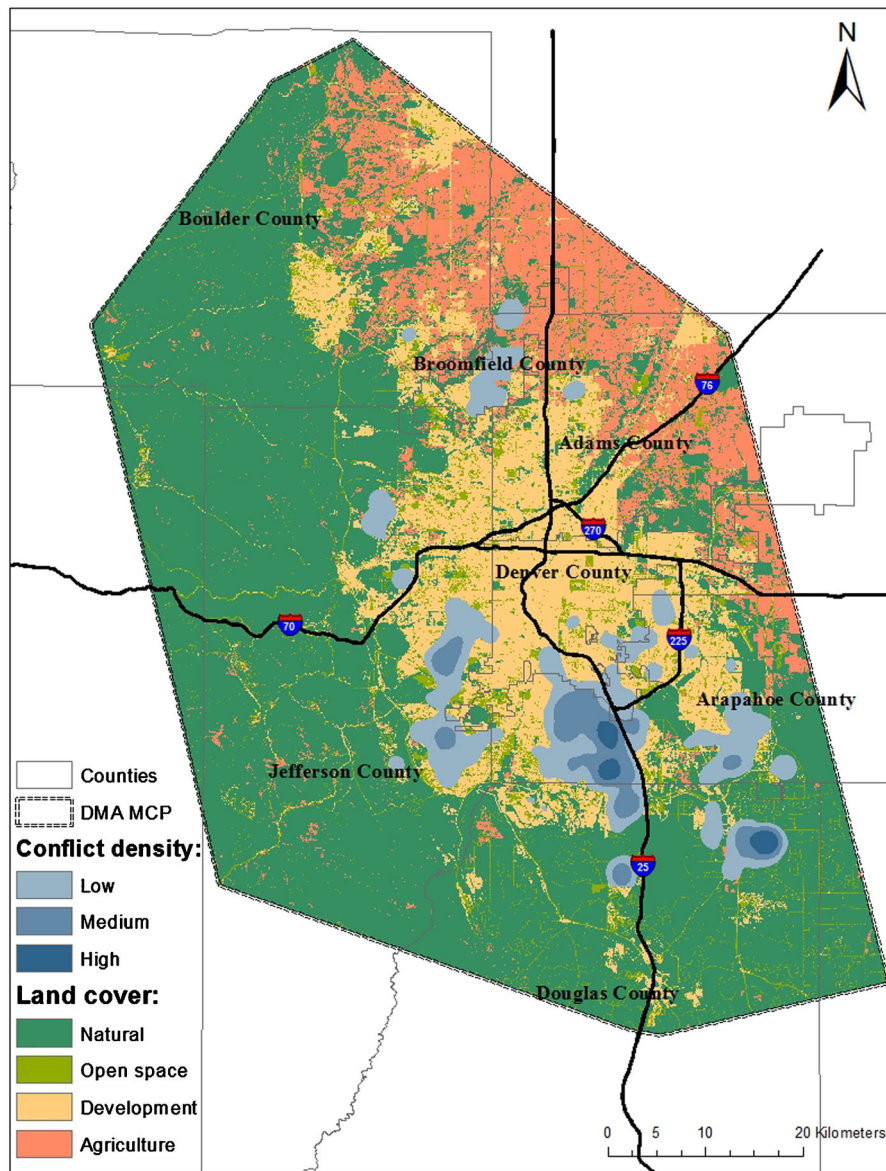 N
Boulder County
Broomfield County
76
Adams County
270
Denver County
70
225
Arapahoe County
Jefferson County
25
Douglas County
Counties
DMA MCP
Conflict density:
Low
Medium
High
Land cover:
Natural
Open space
Development
Agriculture
0 5 10 20 Kilometers